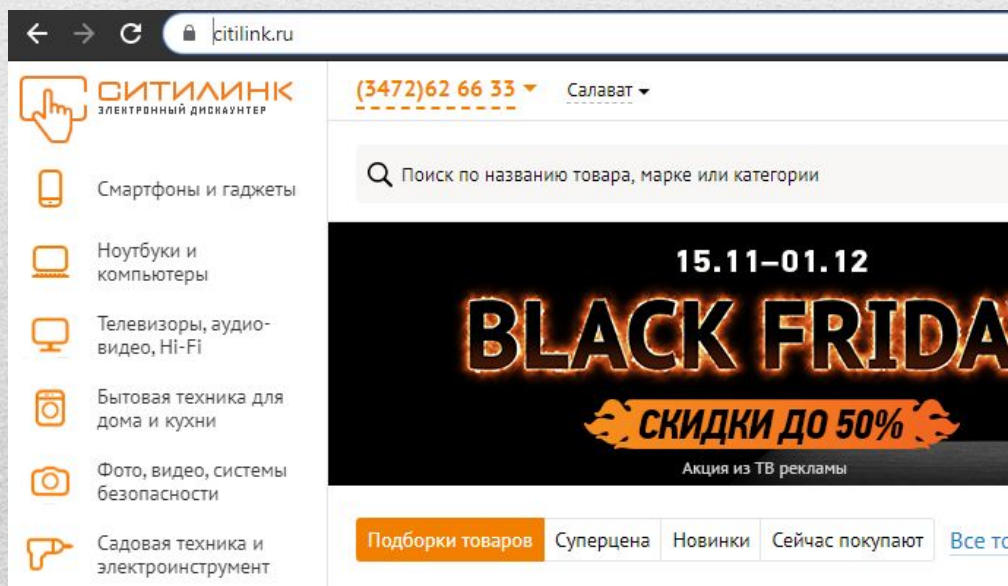 citilink.ru
СИТИЛИНК
ЭЛЕКТРОННЫЙ ДИСКАУНТЕР
(3472)62 66 33
Салават
Поиск по названию товара, марке или категории
Смартфоны и гаджеты
Ноутбуки и
компьютеры
Телевизоры, аудио-
видео, Hi-Fi
Бытовая техника для
дома и кухни
Фото, видео, системы
безопасности
Садовая техника и
электроинструмент
15.11–01.12
BLACK FRIDA
СКИДКИ ДО 50%
Акция из ТВ рекламы
Подборки товаров
Суперцена
Новинки
Сейчас покупают
Все то